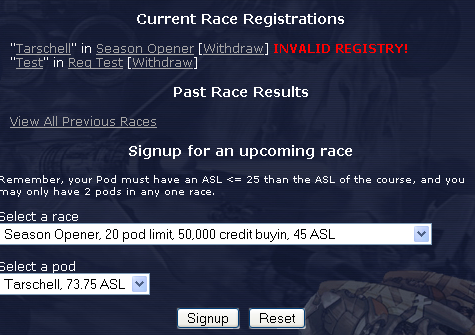 Current Race Registrations
"Tarschell" in Season Opener [Withdraw] INVALID REGISTRY!
"Test" in Reg Test [Withdraw]
Past Race Results
View All Previous Races
Signup for an upcoming race
Remember, your Pod must have an ASL <= 25 than the ASL of the course, and you
may only have 2 pods in any one race.
Select a race
Season Opener, 20 pod limit, 50,000 credit buyin, 45 ASL
Select a pod
Tarschell, 73.75 ASL
Signup Reset